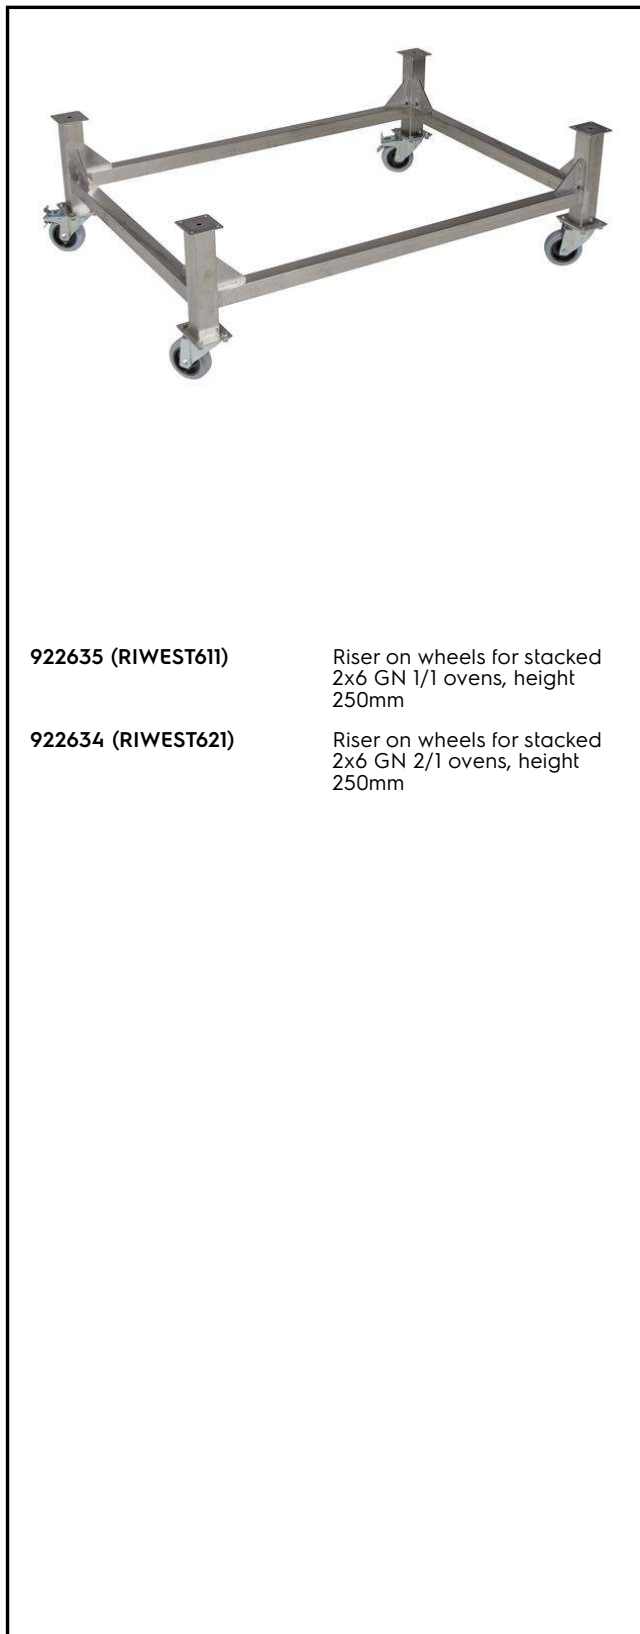 922635 (RIWEST611)
Riser on wheels for stacked
2x6 GN 1/1 ovens, height
250mm
922634 (RIWEST621)
Riser on wheels for stacked
2x6 GN 2/1 ovens, height
250mm